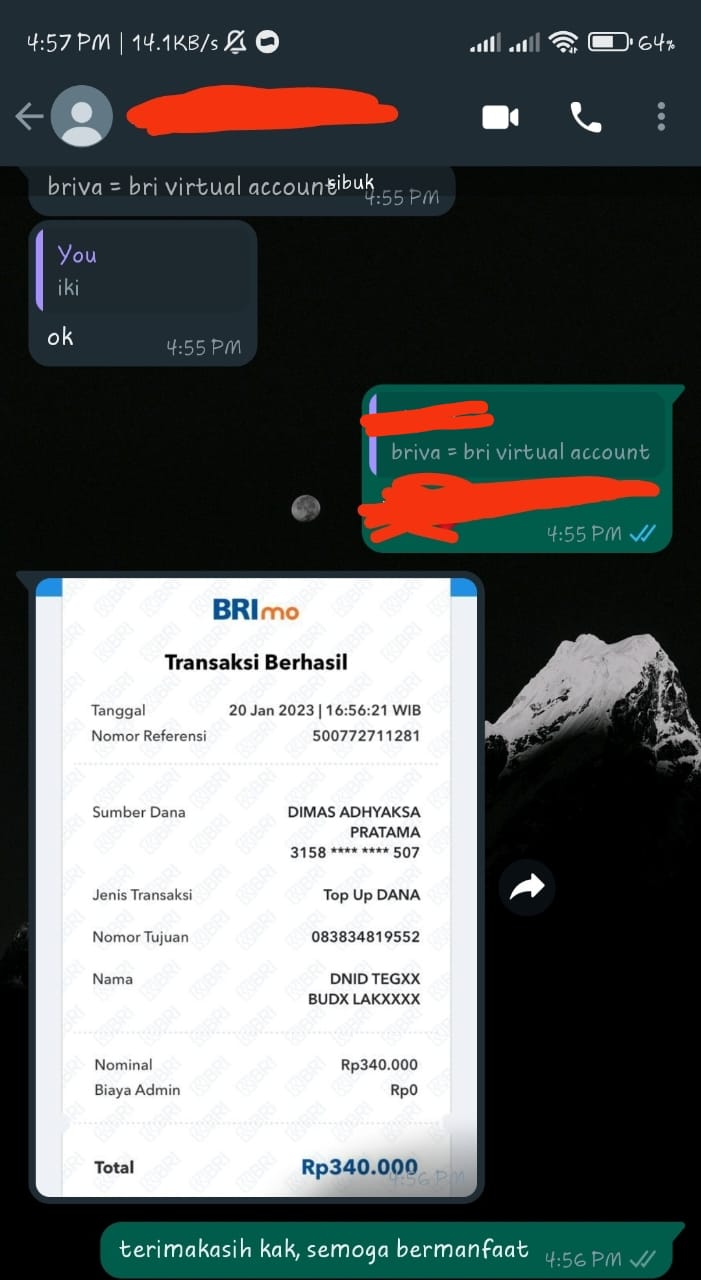 4:57 PM | 14.1KB/s
64%
briva = bri virtual account
sibuk
4:55 PM
You
iki
ok
4:55 PM
briva = bri virtual account
4:55 PM
BRImo
Transaksi Berhasil
Tanggal 20 Jan 2023 | 16:56:21 WIB
Nomor Referensi 500772711281
Sumber Dana DIMAS ADHYAKSA
PRATAMA
3158 **** **** 507
Jenis Transaksi Top Up DANA
Nomor Tujuan 083834819552
Nama DNID TEGXX
BUDX LAKXXXX
Nominal Rp340.000
Biaya Admin Rp0
Total Rp340.000
4:56 PM
terimakasih kak, semoga bermanfaat 4:56 PM